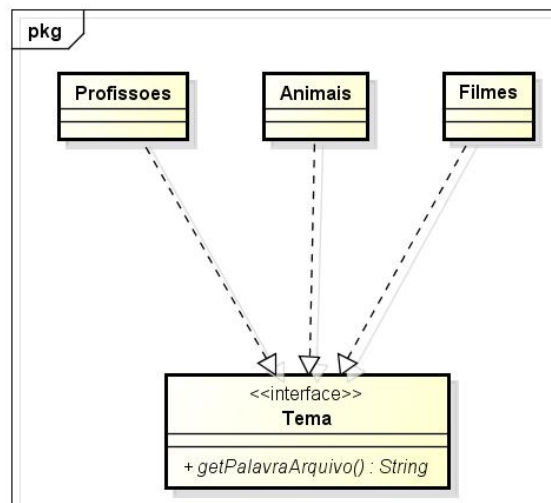 pkg
Profissoes
Animais
Filmes
<<interface>>
Tema
+ getPalavraArquivo() : String